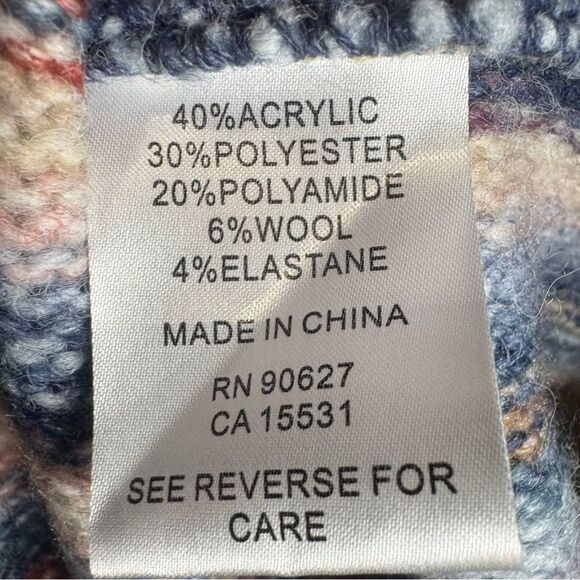 40%ACRYLIC
30%POLYESTER
20%POLYAMIDE
6%WOOL
4%ELASTANE
MADE IN CHINA
RN 90627
CA 15531
SEE REVERSE FOR
CARE